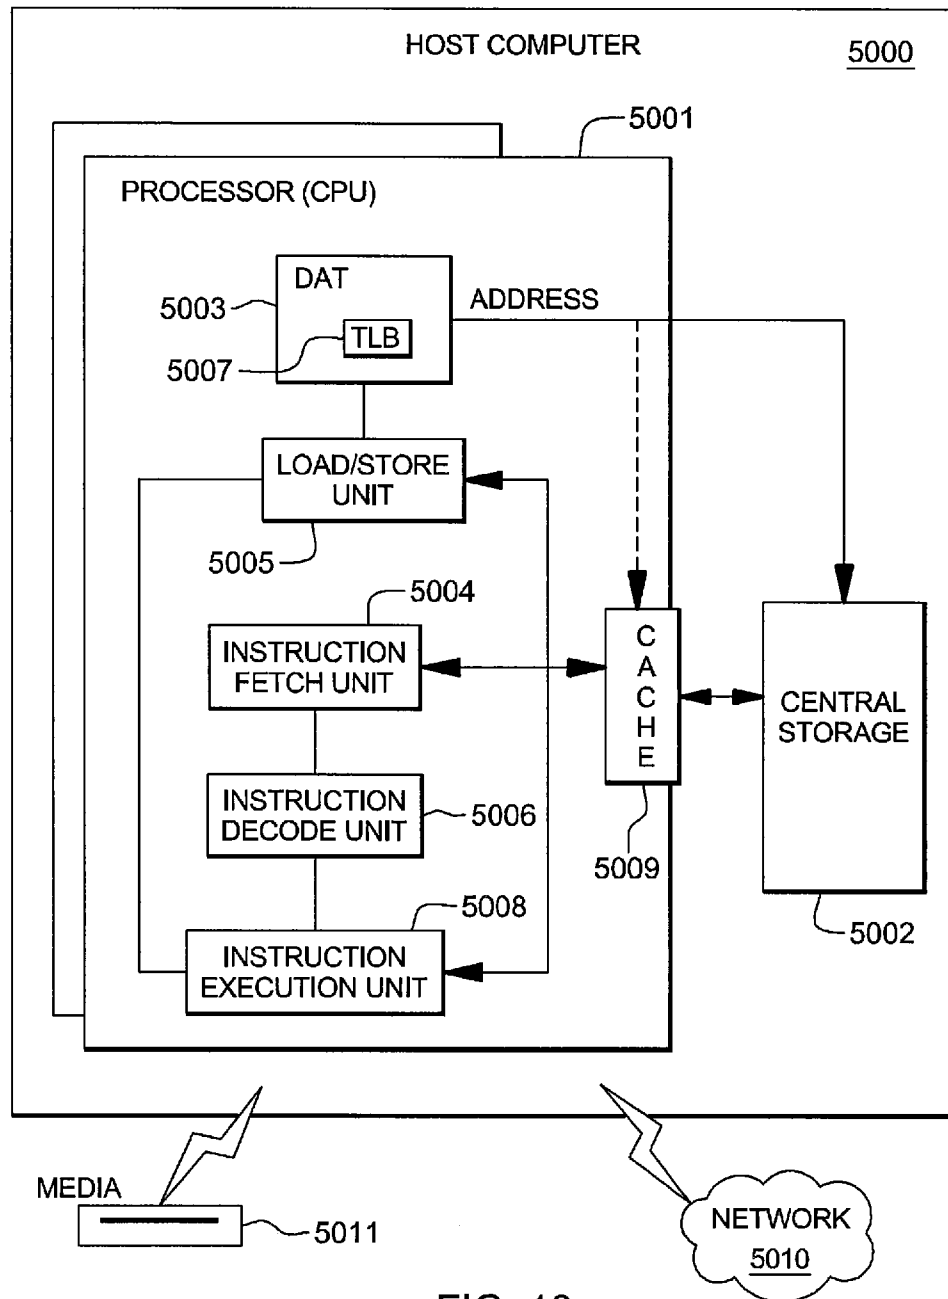 HOST COMPUTER
5000
5001
PROCESSOR (CPU)
DAT
5003
ADDRESS
TLB
5007
LOAD/STORE
UNIT
5005
5004
INSTRUCTION
FETCH UNIT
C
A
C
H
E
CENTRAL
STORAGE
INSTRUCTION
DECODE UNIT
5006
5009
5008
5002
INSTRUCTION
EXECUTION UNIT
MEDIA
5011
NETWORK
5010